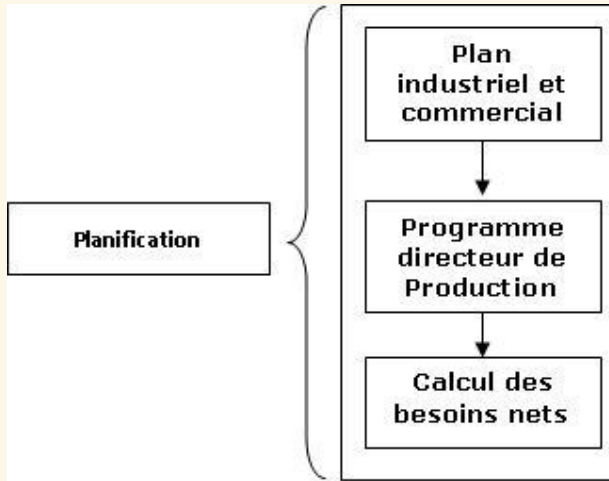 Plan
industriel et
commercial
Planification
Programme
directeur de
Production
Calcul des
besoins nets